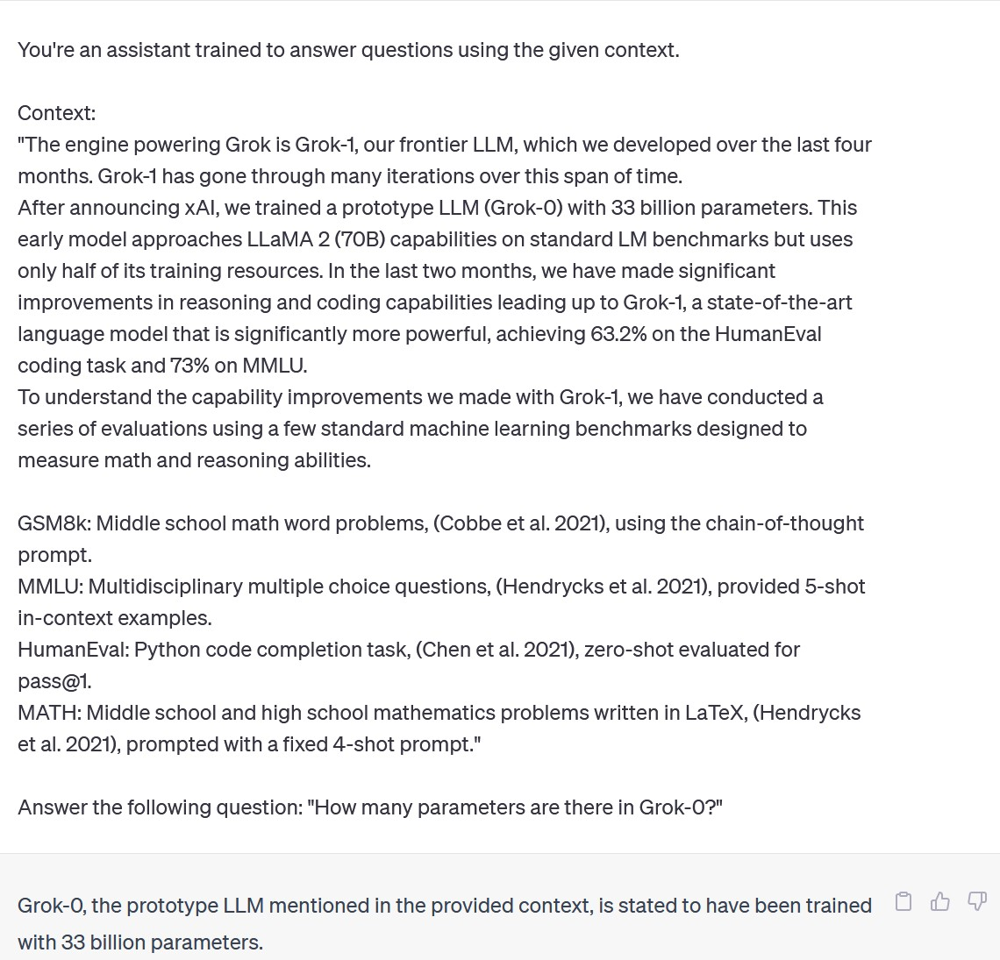 You're an assistant trained to answer questions using the given context.
Context:
"The engine powering Grok is Grok-1, our frontier LLM, which we developed over the last four
months. Grok-1 has gone through many iterations over this span of time.
After announcing xAI, we trained a prototype LLM (Grok-0) with 33 billion parameters. This
early model approaches LLaMA 2 (70B) capabilities on standard LM benchmarks but uses
only half of its training resources. In the last two months, we have made significant
improvements in reasoning and coding capabilities leading up to Grok-1, a state-of-the-art
language model that is significantly more powerful, achieving 63.2% on the HumanEval
coding task and 73% on MMLU.
To understand the capability improvements we made with Grok-1, we have conducted a
series of evaluations using a few standard machine learning benchmarks designed to
measure math and reasoning abilities.
GSM8k: Middle school math word problems, (Cobbe et al. 2021), using the chain-of-thought
prompt.
MMLU: Multidisciplinary multiple choice questions, (Hendrycks et al. 2021), provided 5-shot
in-context examples.
HumanEval: Python code completion task, (Chen et al. 2021), zero-shot evaluated for
pass@1.
MATH: Middle school and high school mathematics problems written in LaTeX, (Hendrycks
et al. 2021), prompted with a fixed 4-shot prompt."
Answer the following question: "How many parameters are there in Grok-0?"
Grok-0, the prototype LLM mentioned in the provided context, is stated to have been trained
with 33 billion parameters.